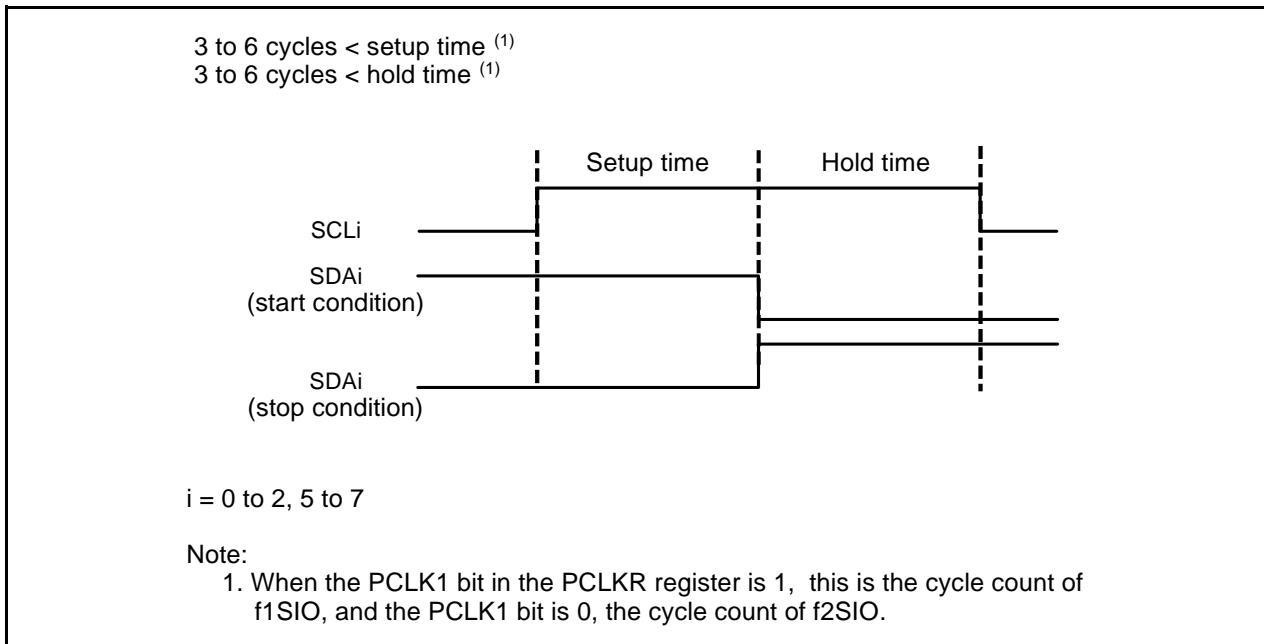 3 to 6 cycles < setup time (1)
3 to 6 cycles < hold time (1)
Setup time
Hold time
SCLi
SDAi
(start condition)
SDAi
(stop condition)
i = 0 to 2, 5 to 7
Note:
1. When the PCLK1 bit in the PCLKR register is 1, this is the cycle count of
f1SIO, and the PCLK1 bit is 0, the cycle count of f2SIO.